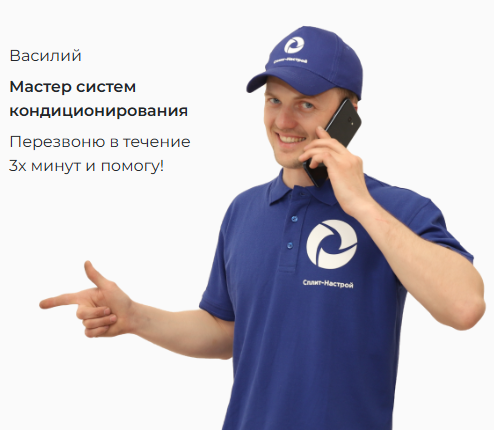 Василий
Мастер систем
кондиционирования
Перезвоню в течение
3х минут и помогу!
Сплит-Настрой
Сплит-Настрой